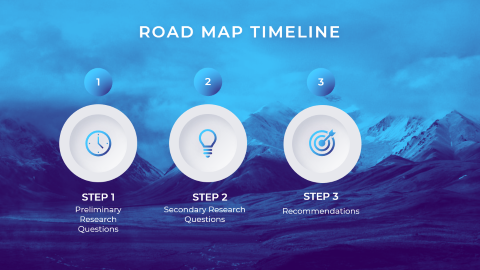 ROAD MAP TIMELINE
1
2
3
STEP 1
Preliminary
Research
Questions
STEP 2
Secondary Research
Questions
STEP 3
Recommendations